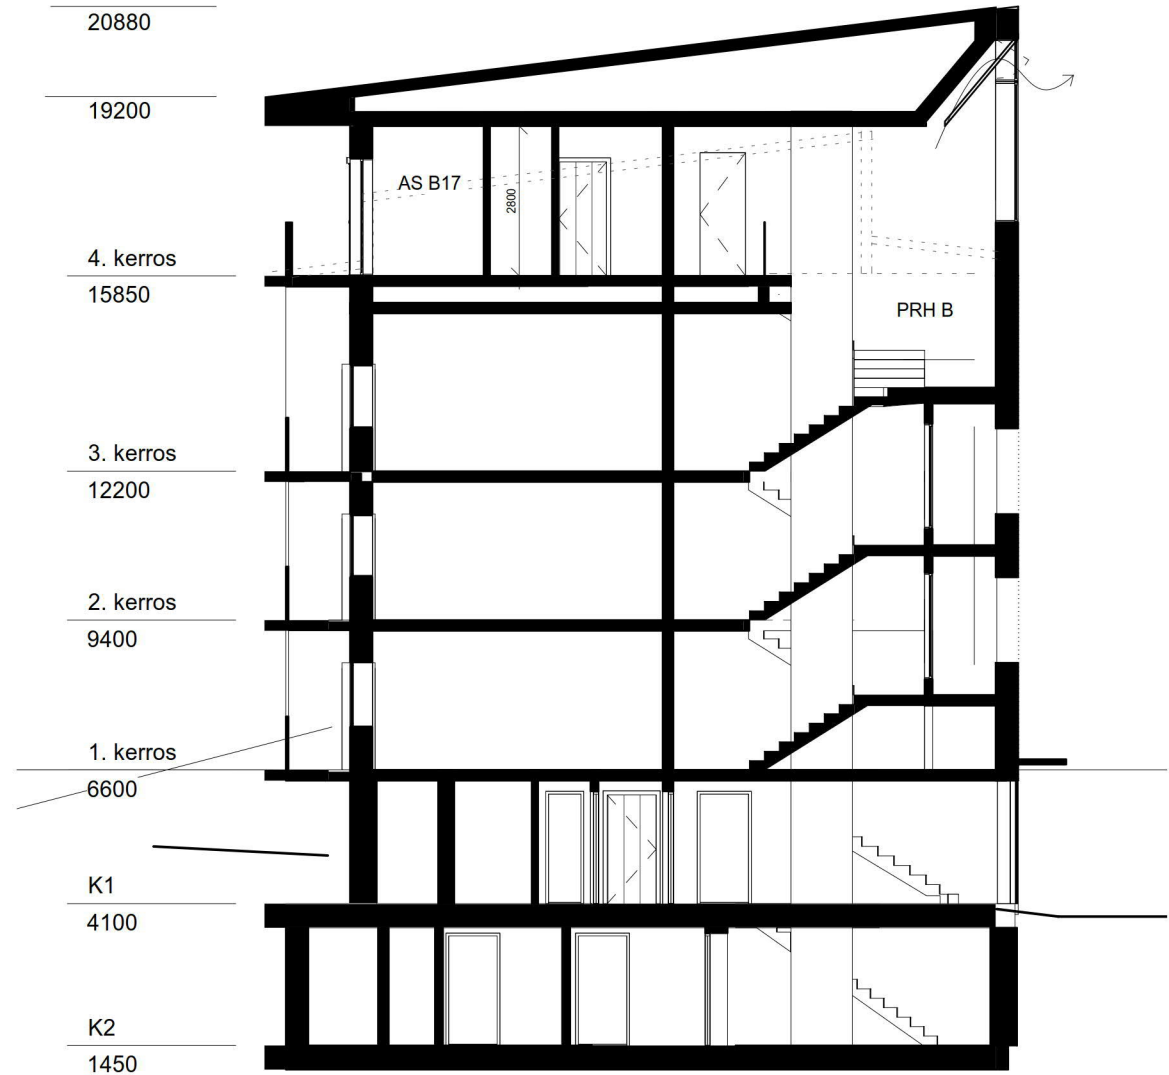 20880
19200
AS B17
2800
4. kerros
15850
PRH B
3. kerros
12200
2. kerros
9400
1. kerros
6600
K1
4100
K2
1450